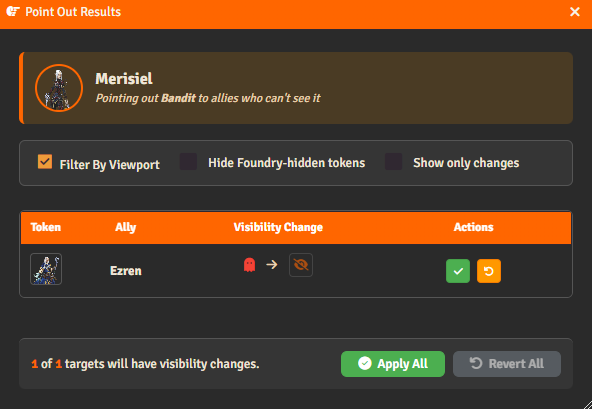 Point Out Results
Merisiel
Pointing out Bandit to allies who can't see it
Filter By Viewport
Hide Foundry-hidden tokens
Show only changes
Token Ally Visibility Change Actions
Ezren
1 of 1 targets will have visibility changes.
Apply All
Revert All